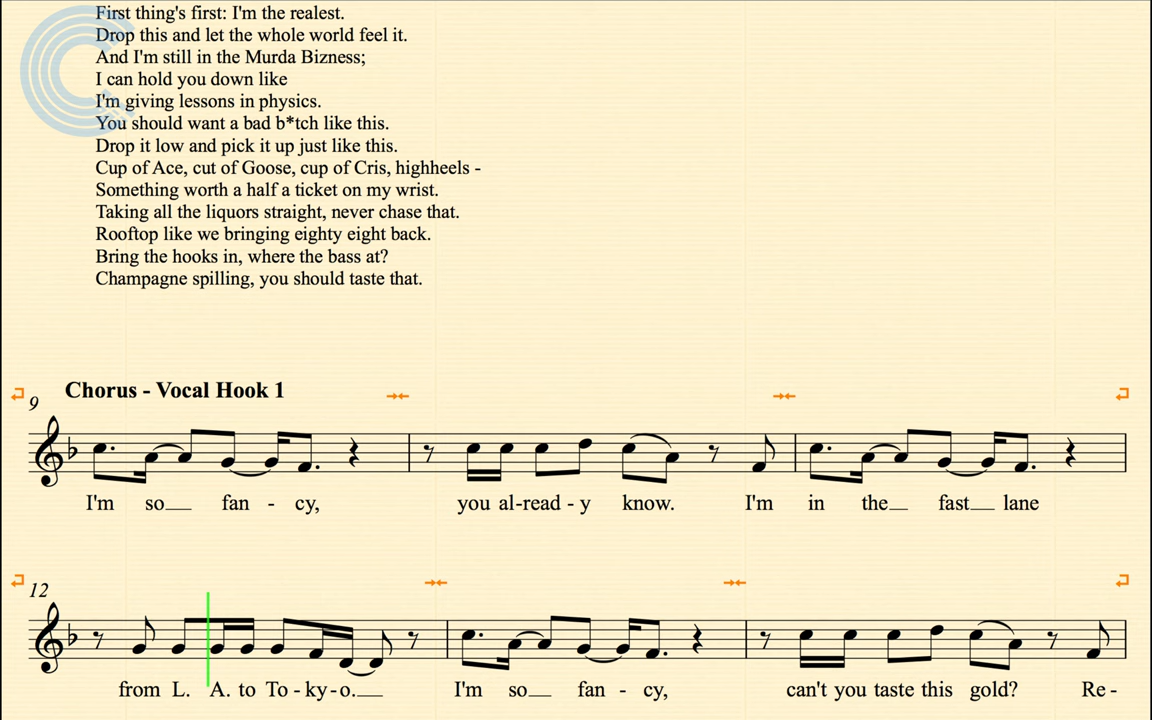 First thing's first: I'm the realest.
Drop this and let the whole world feel it.
And I'm still in the Murda Bizness;
I can hold you down like
I'm giving lessons in physics.
You should want a bad b*tch like this.
Drop it low and pick it up just like this.
Cup of Ace, cut of Goose, cup of Cris, highheels -
Something worth a half a ticket on my wrist.
Taking all the liquors straight, never chase that.
Rooftop like we bringing eighty eight back.
Bring the hooks in, where the bass at?
Champagne spilling, you should taste that.
Chorus - Vocal Hook 1
9
I'm so__ fan - cy, you al-read - y know. I'm in the__ fast__ lane
12
from L. A. to To - ky - o.__ I'm so__ fan - cy, can't you taste this gold? Re -